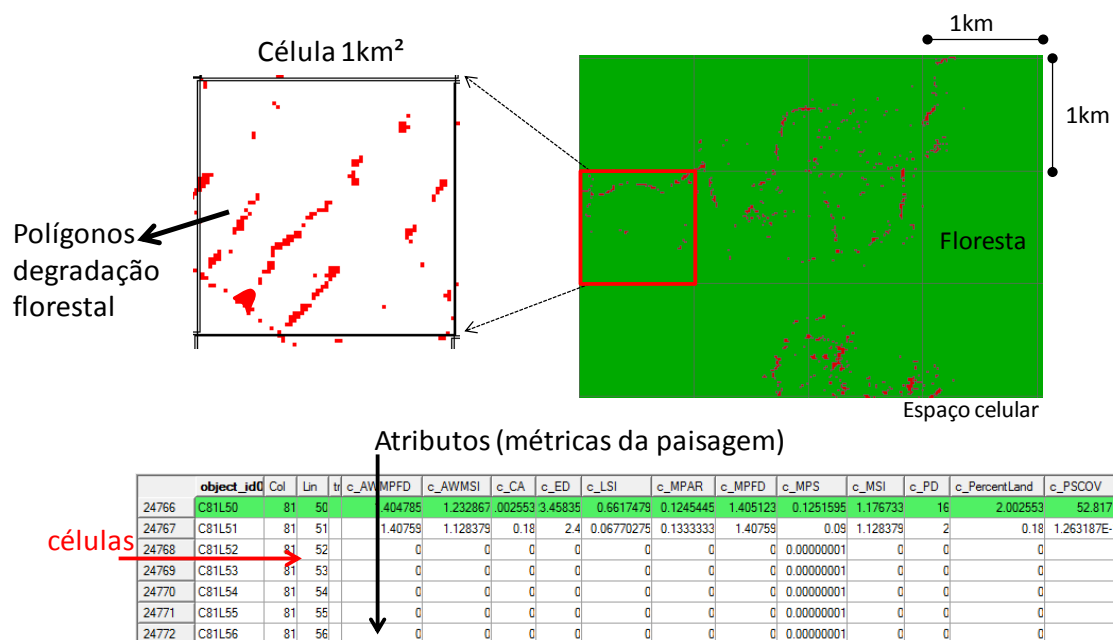 Célula 1km²
1km
1km
Polígonos
degradação
florestal
Floresta
Espaço celular
Atributos (métricas da paisagem)
células
object_id0 Col Lin tr c_AWMPFD c_AWMSI c_CA c_ED c_LSI c_MPAR c_MPFD c_MPS c_MSI c_PD c_PercentLand c_PSCOV
24766 C81L50 81 50 .404785 1.232867 .002553 3.45835 0.6617479 0.1245445 1.405123 0.1251595 1.176733 16 2.002553 52.817
24767 C81L51 81 51 1.40759 1.128379 0.18 2.4 0.06770275 0.1333333 1.40759 0.09 1.128379 2 0.18 1.263187E-
24768 C81L52 81 52 0 0 0 0 0 0 0 0.00000001 0 0 0
24769 C81L53 81 53 0 0 0 0 0 0 0 0.00000001 0 0 0
24770 C81L54 81 54 0 0 0 0 0 0 0 0.00000001 0 0 0
24771 C81L55 81 55 0 0 0 0 0 0 0 0.00000001 0 0 0
24772 C81L56 81 56 0 0 0 0 0 0 0 0.00000001 0 0 0